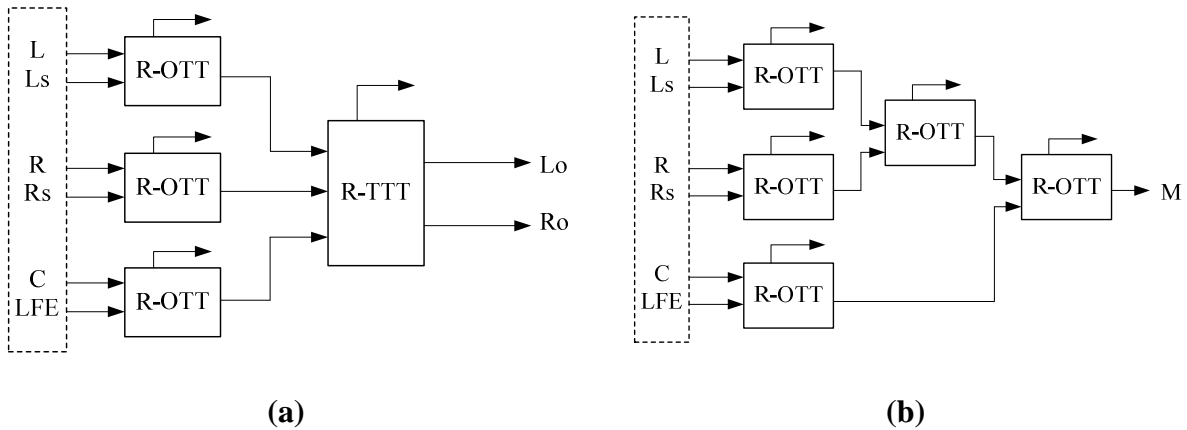 L
Ls
R-OTT
R
Rs
R-OTT
C
LFE
R-OTT
R-TTT
Lo
Ro
(a)
L
Ls
R-OTT
R
Rs
R-OTT
C
LFE
R-OTT
R-OTT
R-OTT
M
(b)